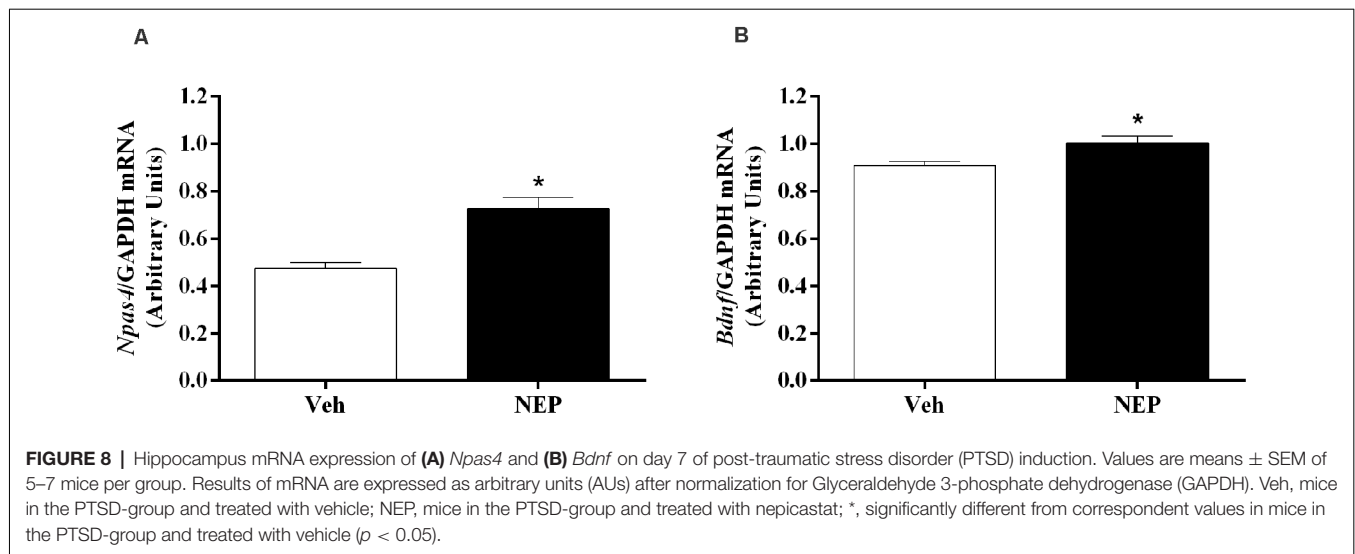 A
Npas4/GAPDH mRNA
(Arbitrary Units)
1.2
1.0
0.8
0.6
0.4
0.2
0.0
*
Veh
NEP
B
Bdnf/GAPDH mRNA
(Arbitrary Units)
1.2
1.0
0.8
0.6
0.4
0.2
0.0
*
Veh
NEP
FIGURE 8 | Hippocampus mRNA expression of (A) Npas4 and (B) Bdnf on day 7 of post-traumatic stress disorder (PTSD) induction. Values are means ± SEM of
5–7 mice per group. Results of mRNA are expressed as arbitrary units (AUs) after normalization for Glyceraldehyde 3-phosphate dehydrogenase (GAPDH). Veh, mice
in the PTSD-group and treated with vehicle; NEP, mice in the PTSD-group and treated with nepicastat; *, significantly different from correspondent values in mice in
the PTSD-group and treated with vehicle (p < 0.05).